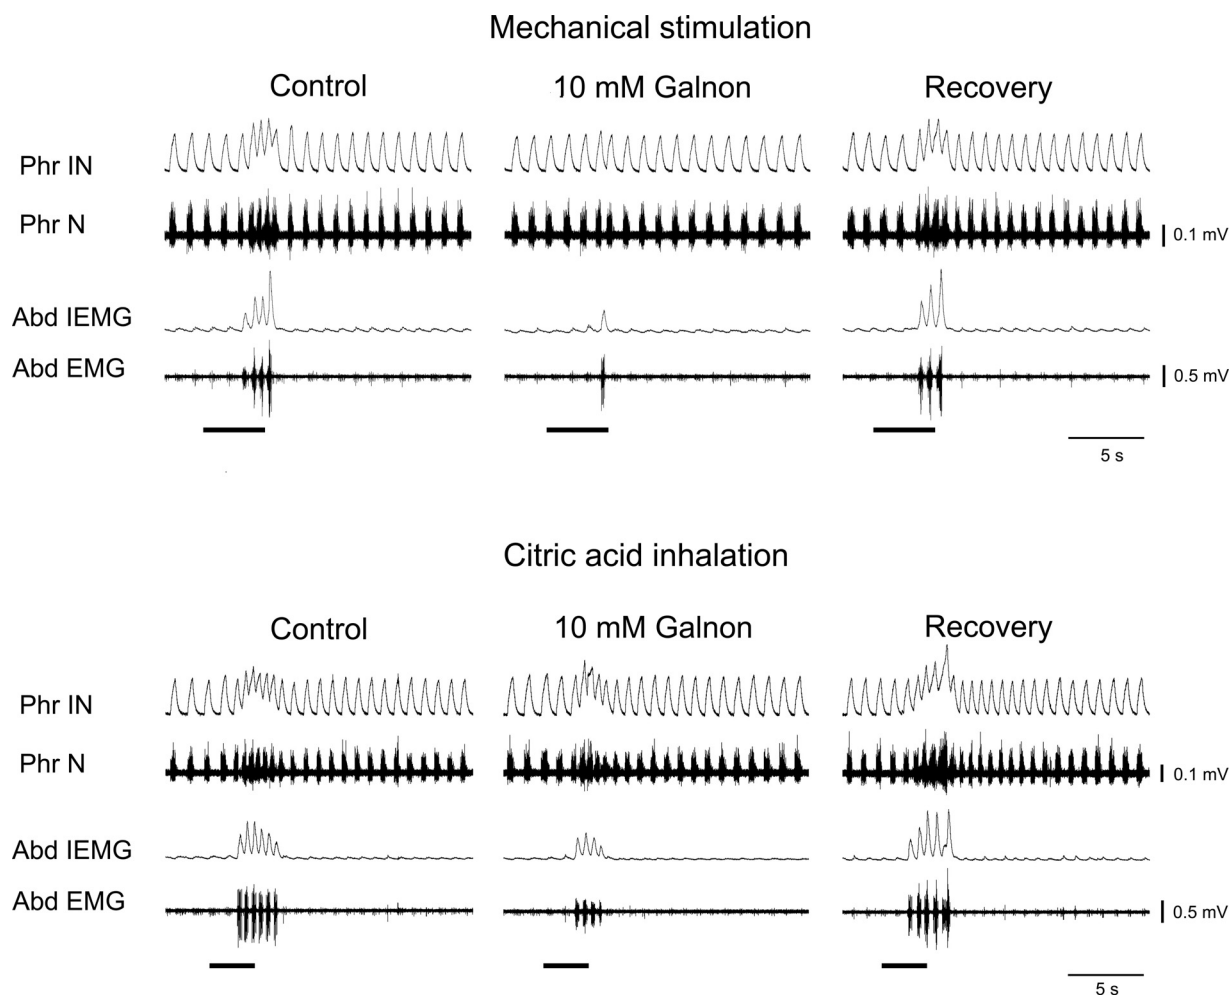 Mechanical stimulation
Control 10 mM Galnon Recovery
Phr IN
Phr N
0.1 mV
Abd IEMG
Abd EMG
0.5 mV
5 s
Citric acid inhalation
Control 10 mM Galnon Recovery
Phr IN
Phr N
0.1 mV
Abd IEMG
Abd EMG
0.5 mV
5 s